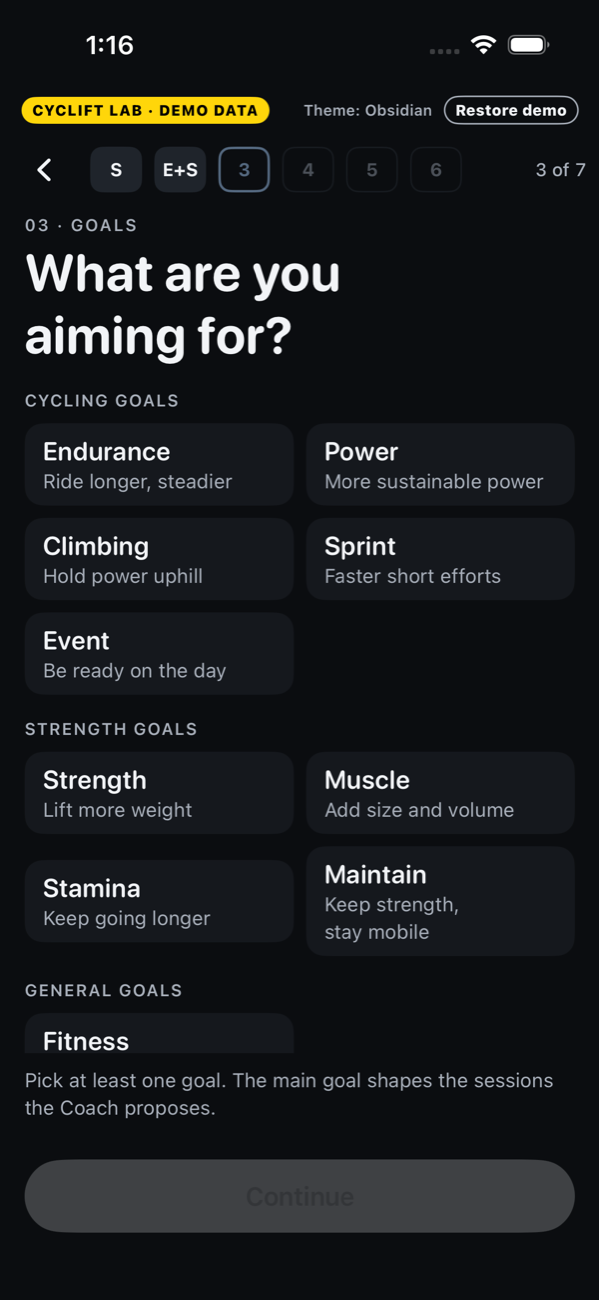 1:16
CYCLIFT LAB · DEMO DATA
Theme: Obsidian
Restore demo
S
E+S
3
4
5
6
3 of 7
03 · GOALS
What are you
aiming for?
CYCLING GOALS
Endurance
Ride longer, steadier
Power
More sustainable power
Climbing
Hold power uphill
Sprint
Faster short efforts
Event
Be ready on the day
STRENGTH GOALS
Strength
Lift more weight
Muscle
Add size and volume
Stamina
Keep going longer
Maintain
Keep strength,
stay mobile
GENERAL GOALS
Fitness
Pick at least one goal. The main goal shapes the sessions
the Coach proposes.
Continue